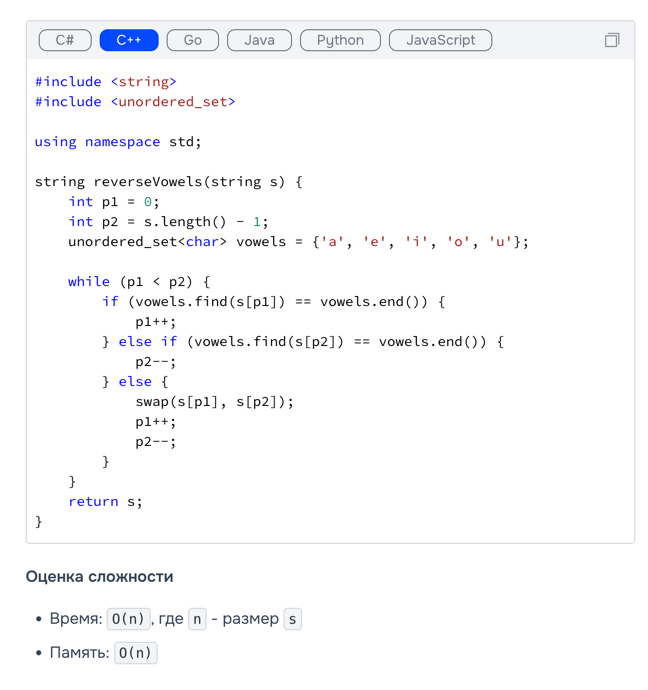 C# C++ Go Java Python JavaScript
#include <string>
#include <unordered_set>
using namespace std;
string reverseVowels(string s) {
    int p1 = 0;
    int p2 = s.length() - 1;
    unordered_set<char> vowels = {'a', 'e', 'i', 'o', 'u'};
    while (p1 < p2) {
        if (vowels.find(s[p1]) == vowels.end()) {
            p1++;
        } else if (vowels.find(s[p2]) == vowels.end()) {
            p2--;
        } else {
            swap(s[p1], s[p2]);
            p1++;
            p2--;
        }
    }
    return s;
}
Оценка сложности
• Время: O(n), где n - размер s
• Память: O(n)